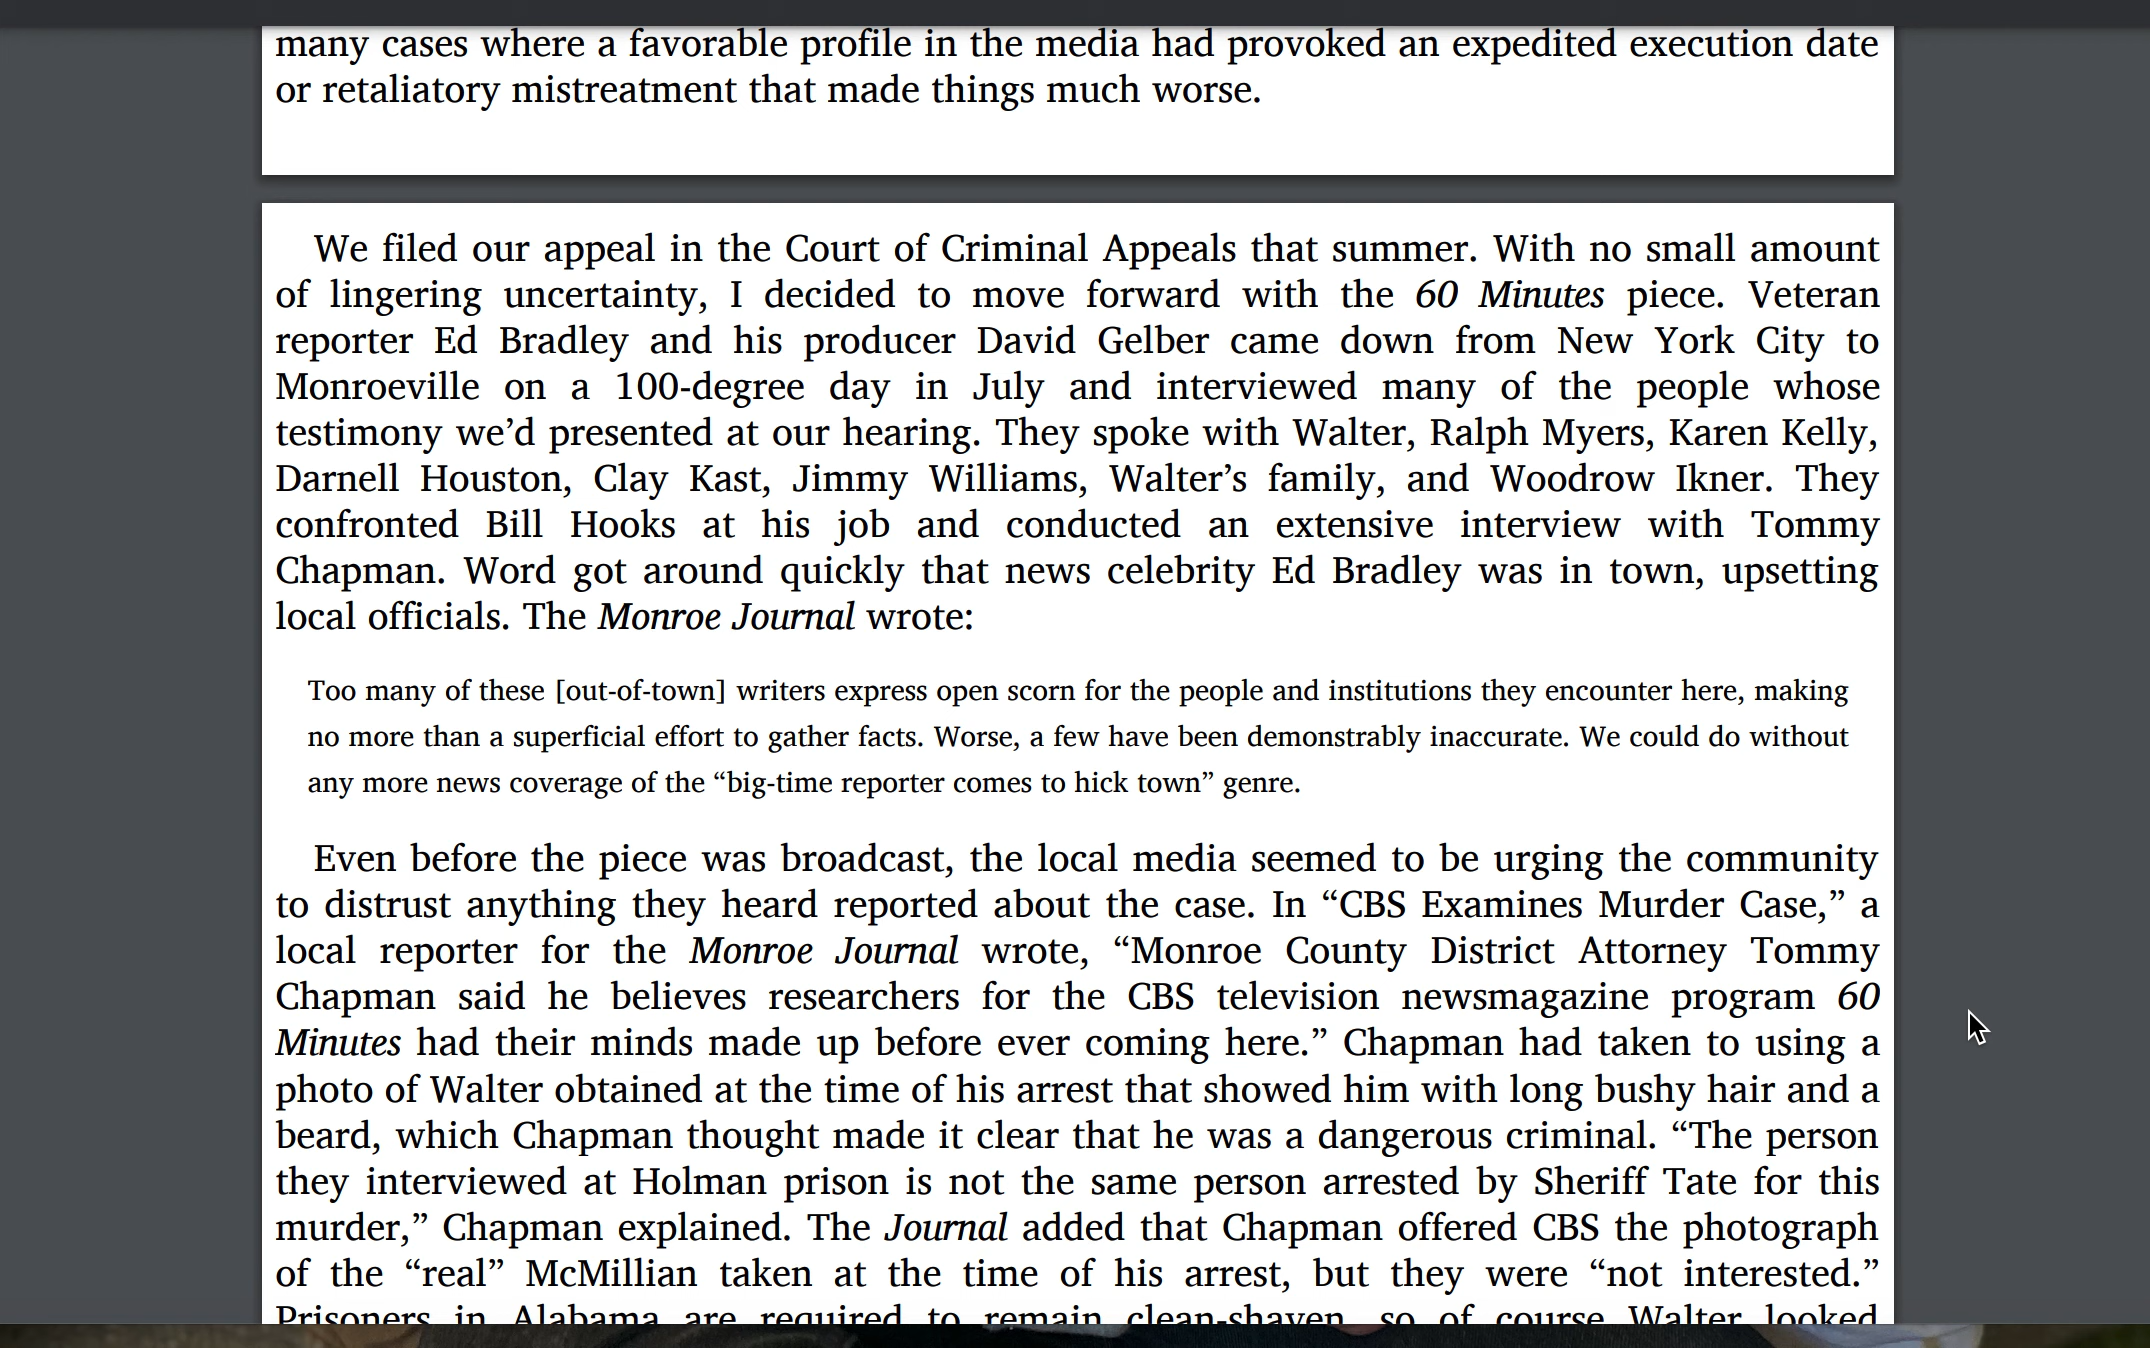 many cases where a favorable profile in the media had provoked an expedited execution date
or retaliatory mistreatment that made things much worse.
We filed our appeal in the Court of Criminal Appeals that summer. With no small amount
of lingering uncertainty, I decided to move forward with the 60 Minutes piece. Veteran
reporter Ed Bradley and his producer David Gelber came down from New York City to
Monroeville on a 100-degree day in July and interviewed many of the people whose
testimony we’d presented at our hearing. They spoke with Walter, Ralph Myers, Karen Kelly,
Darnell Houston, Clay Kast, Jimmy Williams, Walter’s family, and Woodrow Ikner. They
confronted Bill Hooks at his job and conducted an extensive interview with Tommy
Chapman. Word got around quickly that news celebrity Ed Bradley was in town, upsetting
local officials. The Monroe Journal wrote:
Too many of these [out-of-town] writers express open scorn for the people and institutions they encounter here, making
no more than a superficial effort to gather facts. Worse, a few have been demonstrably inaccurate. We could do without
any more news coverage of the “big-time reporter comes to hick town” genre.
Even before the piece was broadcast, the local media seemed to be urging the community
to distrust anything they heard reported about the case. In “CBS Examines Murder Case,” a
local reporter for the Monroe Journal wrote, “Monroe County District Attorney Tommy
Chapman said he believes researchers for the CBS television newsmagazine program 60
Minutes had their minds made up before ever coming here.” Chapman had taken to using a
photo of Walter obtained at the time of his arrest that showed him with long bushy hair and a
beard, which Chapman thought made it clear that he was a dangerous criminal. “The person
they interviewed at Holman prison is not the same person arrested by Sheriff Tate for this
murder,” Chapman explained. The Journal added that Chapman offered CBS the photograph
of the “real” McMillian taken at the time of his arrest, but they were “not interested.”
Prisoners in Alabama are required to remain clean-shaven, so of course Walter looked